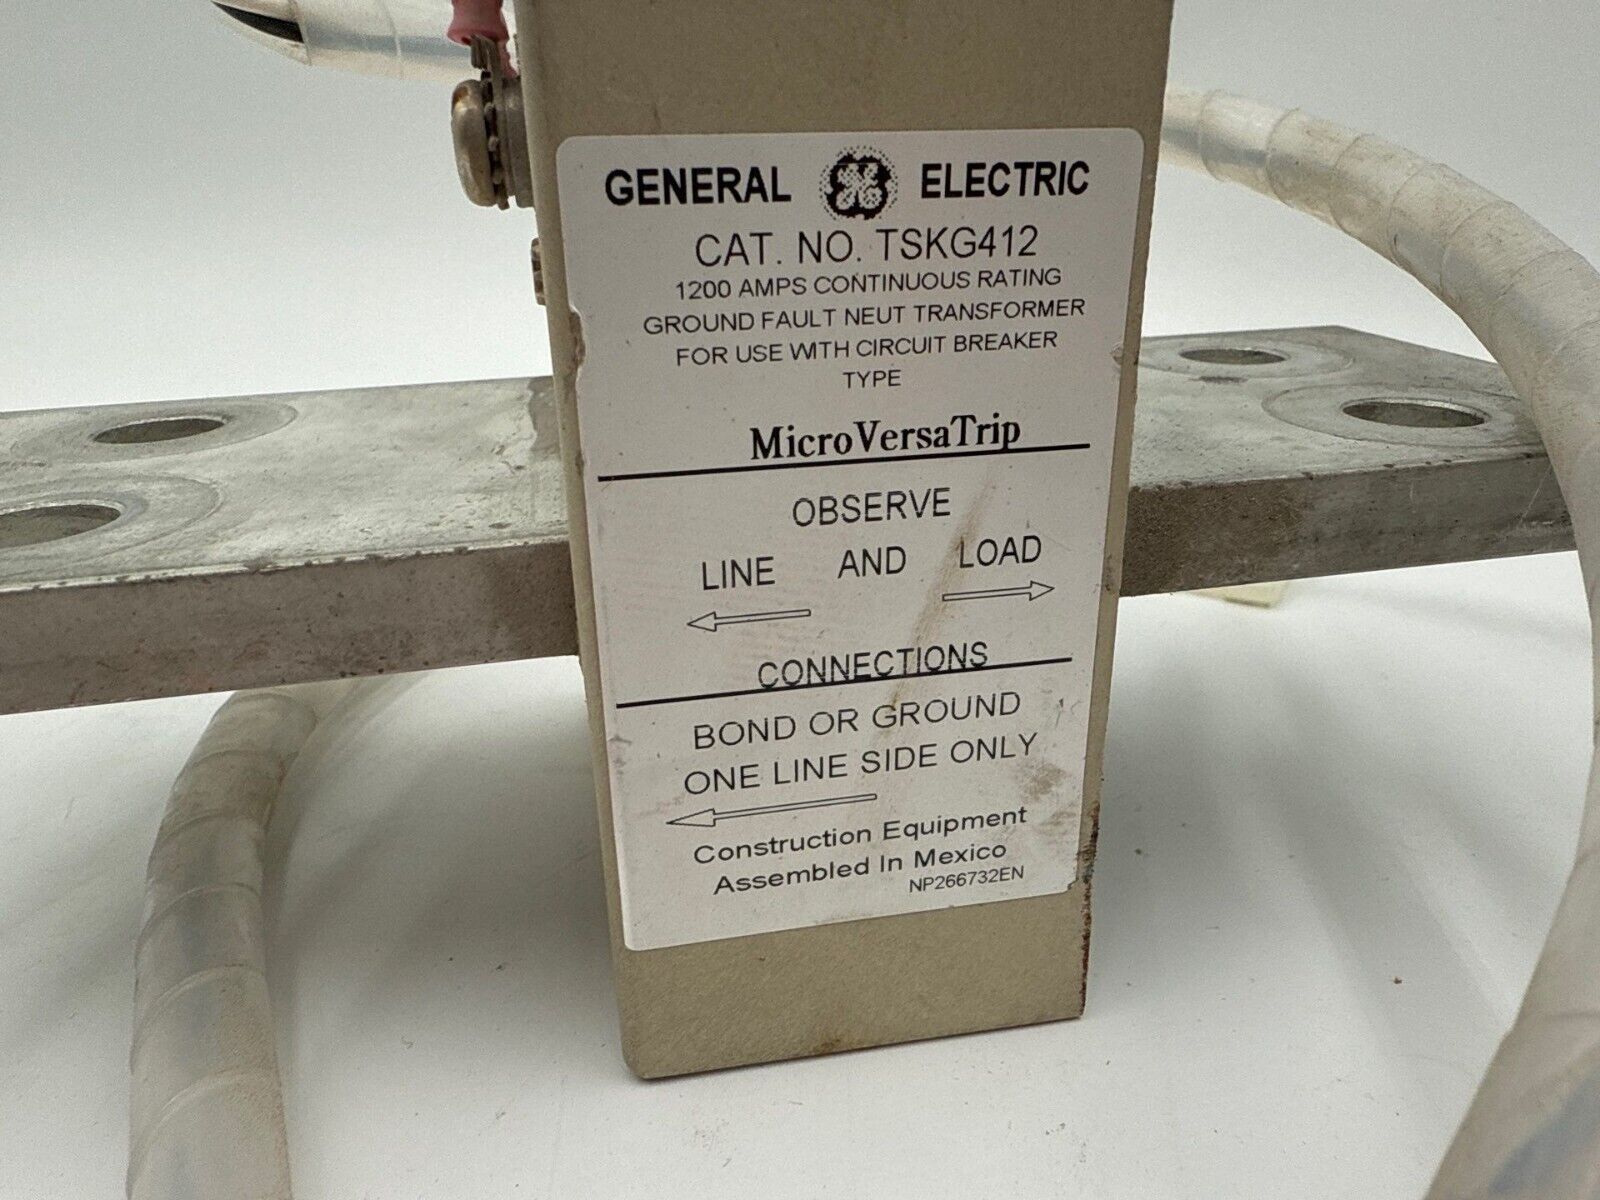 GENERAL ELECTRIC
CAT. NO. TSKG412
1200 AMPS CONTINUOUS RATING
GROUND FAULT NEUT TRANSFORMER
FOR USE WITH CIRCUIT BREAKER
TYPE
MicroVersaTrip
OBSERVE
LINE AND LOAD
CONNECTIONS
BOND OR GROUND
ONE LINE SIDE ONLY
Construction Equipment
Assembled In Mexico
NP266732EN